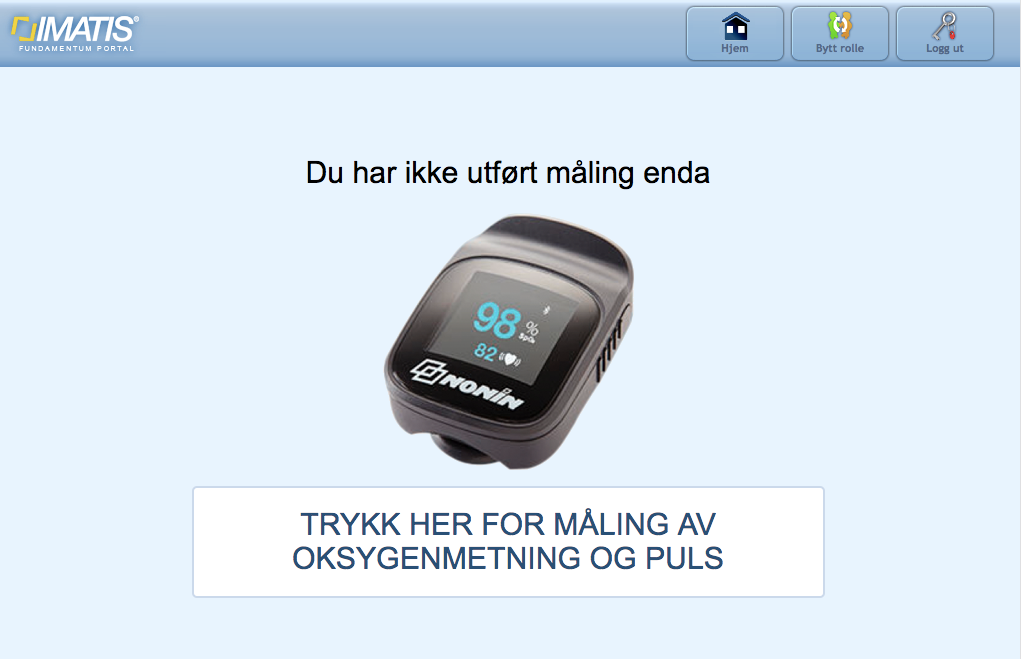 IMATIS®
FUNDAMENTUM PORTAL
Hjem
Bytt rolle
Logg ut
Du har ikke utført måling enda
98 %
SpO₂
82
NONIN
TRYKK HER FOR MÅLING AV
OKSYGENMETNING OG PULS